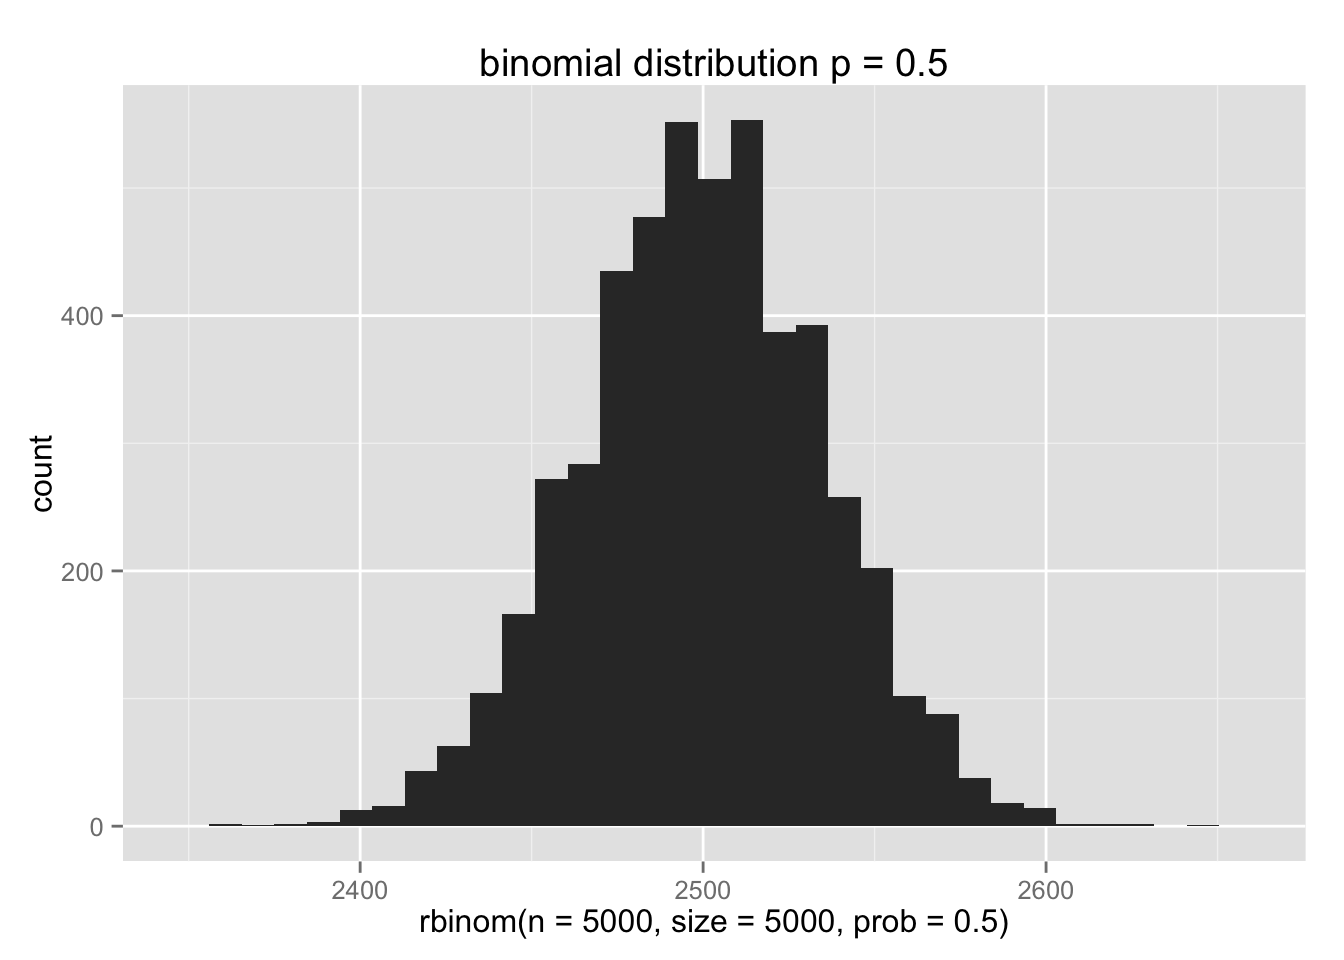 binomial distribution p = 0.5
count
400
200
0
2400 2500 2600
rbinom(n = 5000, size = 5000, prob = 0.5)